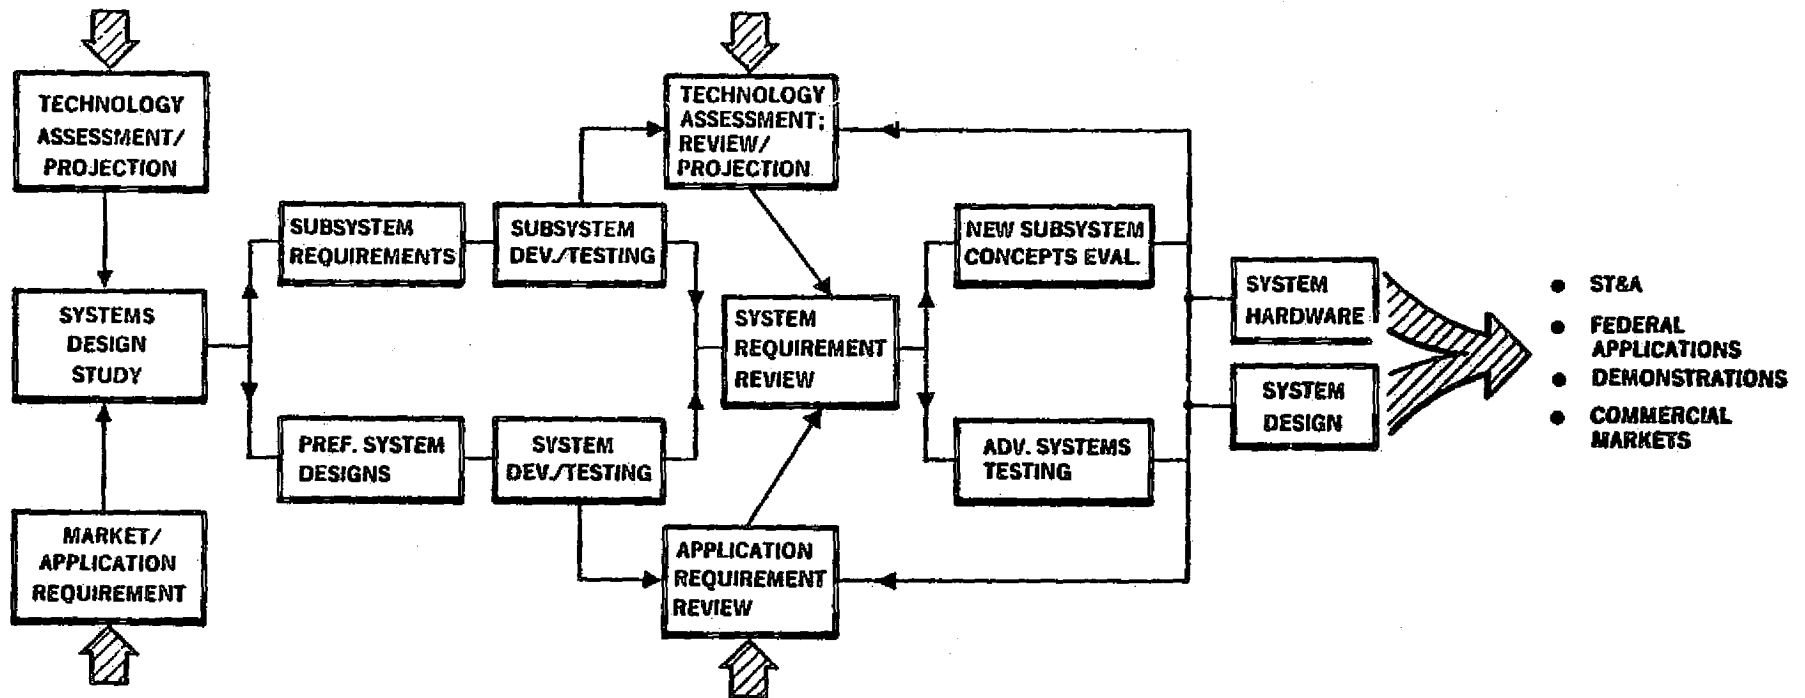 TECHNOLOGY
ASSESSMENT/
PROJECTION
SYSTEMS
DESIGN
STUDY
MARKET/
APPLICATION
REQUIREMENT
SUBSYSTEM
REQUIREMENTS
PREF. SYSTEM
DESIGNS
SUBSYSTEM
DEV./TESTING
SYSTEM
DEV./TESTING
TECHNOLOGY
ASSESSMENT;
REVIEW/
PROJECTION
SYSTEM
REQUIREMENT
REVIEW
APPLICATION
REQUIREMENT
REVIEW
NEW SUBSYSTEM
CONCEPTS EVAL.
ADV. SYSTEMS
TESTING
SYSTEM
HARDWARE
SYSTEM
DESIGN
● ST&A
● FEDERAL
APPLICATIONS
● DEMONSTRATIONS
● COMMERCIAL
MARKETS